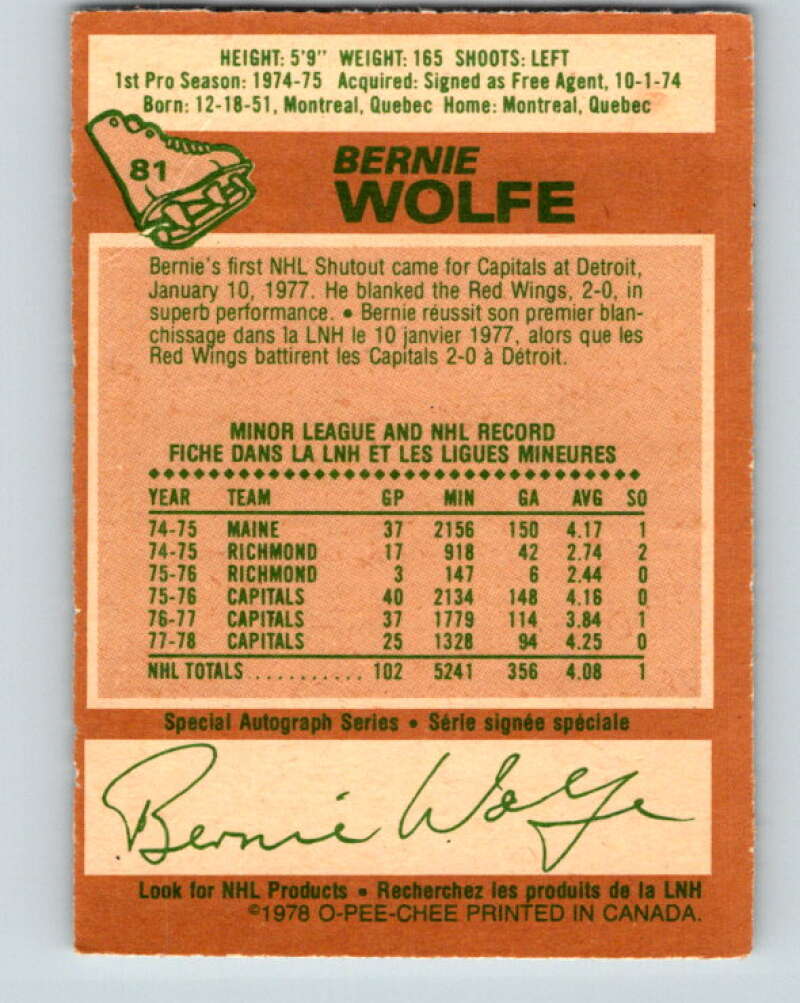 HEIGHT: 5'9" WEIGHT: 165 SHOOTS: LEFT
1st Pro Season: 1974-75 Acquired: Signed as Free Agent, 10-1-74
Born: 12-18-51, Montreal, Quebec Home: Montreal, Quebec
81
BERNIE
WOLFE
Bernie's first NHL Shutout came for Capitals at Detroit,
January 10, 1977. He blanked the Red Wings, 2-0, in
superb performance. • Bernie réussit son premier blan-
chissage dans la LNH le 10 janvier 1977, alors que les
Red Wings battirent les Capitals 2-0 à Détroit.
MINOR LEAGUE AND NHL RECORD
FICHE DANS LA LNH ET LES LIGUES MINEURES
YEAR TEAM GP MIN GA AVG SO
74-75 MAINE 37 2156 150 4.17 1
74-75 RICHMOND 17 918 42 2.74 2
75-76 RICHMOND 3 147 6 2.44 0
75-76 CAPITALS 40 2134 148 4.16 0
76-77 CAPITALS 37 1779 114 3.84 1
77-78 CAPITALS 25 1328 94 4.25 0
NHL TOTALS ........... 102 5241 356 4.08 1
Special Autograph Series • Série signée spéciale
Bernie Wolfe
Look for NHL Products • Recherchez les produits de la LNH
©1978 O-PEE-CHEE PRINTED IN CANADA.